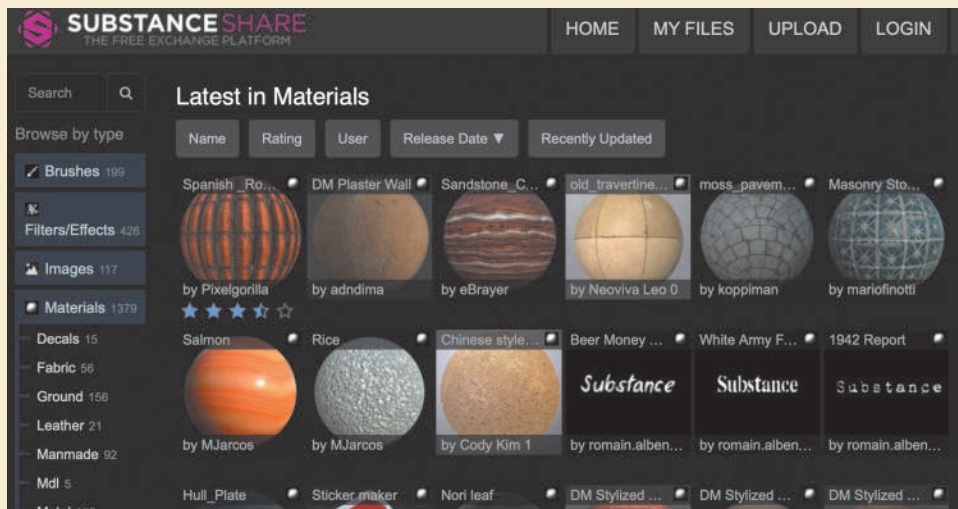 SUBSTANCE SHARE
THE FREE EXCHANGE PLATFORM
HOME MY FILES UPLOAD LOGIN
Search
Browse by type
Brushes 199
Filters/Effects 426
Images 117
Materials 1379
Decals 15
Fabric 56
Ground 156
Leather 21
Manmade 92
Mdl 5
Latest in Materials
Name Rating User Release Date ▼ Recently Updated
Spanish _Ro... DM Plaster Wall Sandstone_C... old_travertine... moss_pavem... Masonry Sto...
by Pixelgorilla by adndima by eBrayer by Neoviva Leo 0 by koppiman by mariofinotti
Salmon Rice Chinese style... Beer Money ... White Army F... 1942 Report
Substance Substance Substance
by MJarcos by MJarcos by Cody Kim 1 by romain.alben... by romain.alben... by romain.alben...
Hull_Plate Sticker maker Nori leaf DM Stylized ... DM Stylized ... DM Stylized ...